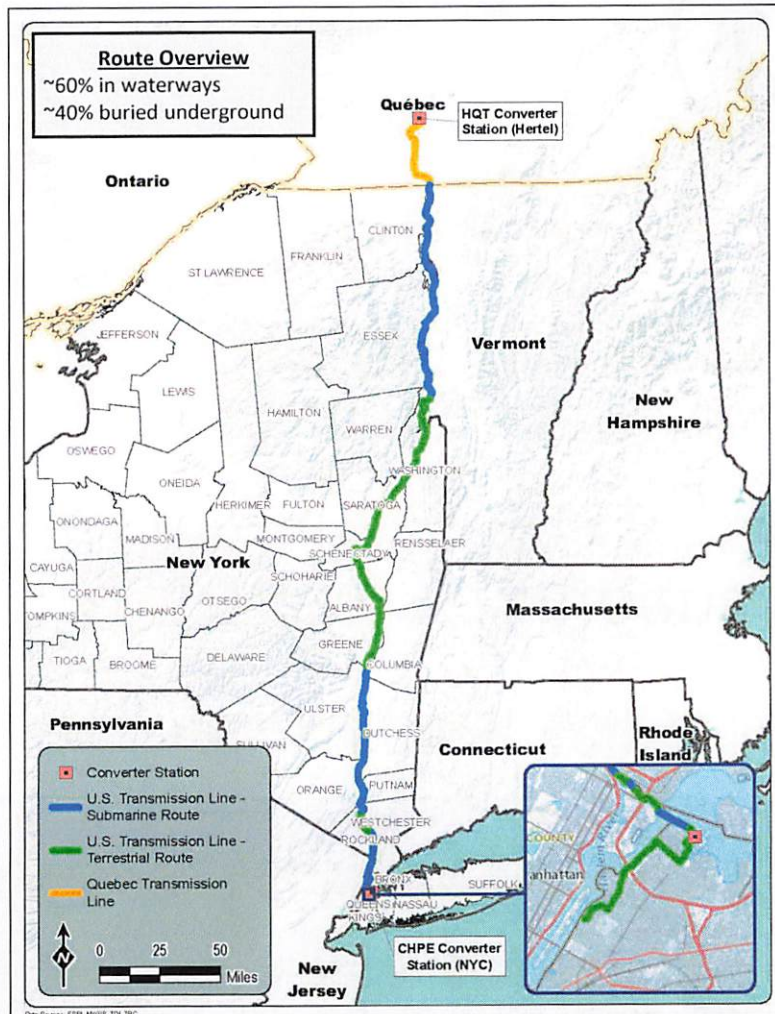 Route Overview
~60% in waterways
~40% buried underground
Québec
HQT Converter
Station (Hertel)
Ontario
CLINTON
FRANKLIN
ST LAWRENCE
ESSEX
JEFFERSON
Vermont
LEWIS
HAMILTON
New
Hampshire
WARREN
OSWEGO
WASHINGTON
ONEIDA
HERKIMER
FULTON
SARATOGA
ONONDAGA
MONTGOMERY
MADISON
SCHENECTADY
RENSSELAER
CAYUGA
New York
SCHOHARIE
CORTLAND
OTSEGO
TOMPKINS
CHENANGO
ALBANY
Massachusetts
GREENE
TIOGA
BROOME
DELAWARE
COLUMBIA
ULSTER
Pennsylvania
DUTCHESS
Connecticut
Rhode
Island
SULLIVAN
ORANGE
PUTNAM
WESTCHESTER
ROCKLAND
BRONX
SUFFOLK
QUEENS
NASSAU
KINGS
CHPE Converter
Station (NYC)
New
Jersey
Converter Station
U.S. Transmission Line -
Submarine Route
U.S. Transmission Line -
Terrestrial Route
Quebec Transmission
Line
N
0 25 50
Miles
COUNTY
anhattan